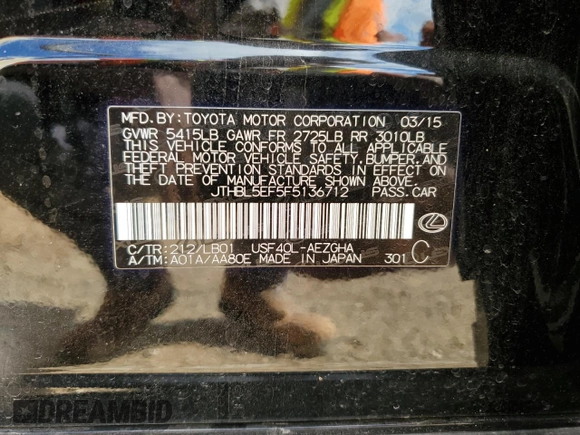 MFD. BY: TOYOTA MOTOR CORPORATION 03/15
GVWR 5415LB GAWR FR 2725LB RR 3010LB
THIS VEHICLE CONFORMS TO ALL APPLICABLE
FEDERAL MOTOR VEHICLE SAFETY, BUMPER, AND
THEFT PREVENTION STANDARDS IN EFFECT ON
THE DATE OF MANUFACTURE SHOWN ABOVE.
JTHBL5EF5F5136712 PASS.CAR
C/TR: 212/LB01 USF40L-AEZGHA
A/TM: A01A/AA80E MADE IN JAPAN 301 C
DREAMBID